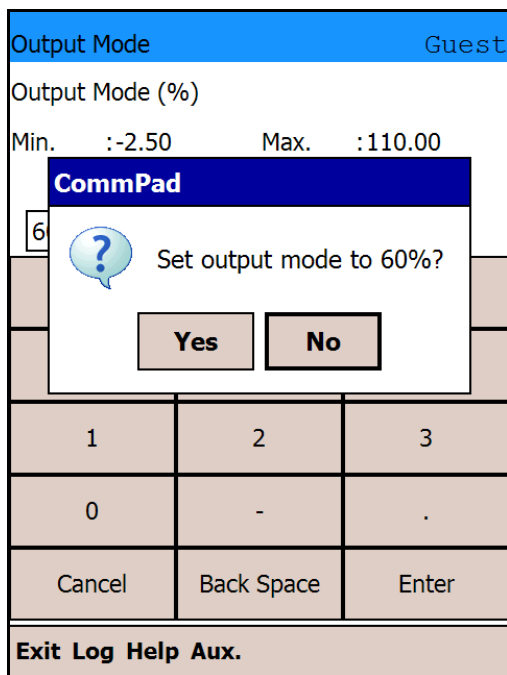 Output Mode Guest
Output Mode (%)
Min. :-2.50 Max. :110.00
CommPad
6
? Set output mode to 60%?
Yes No
1 2 3
0 - .
Cancel Back Space Enter
Exit Log Help Aux.